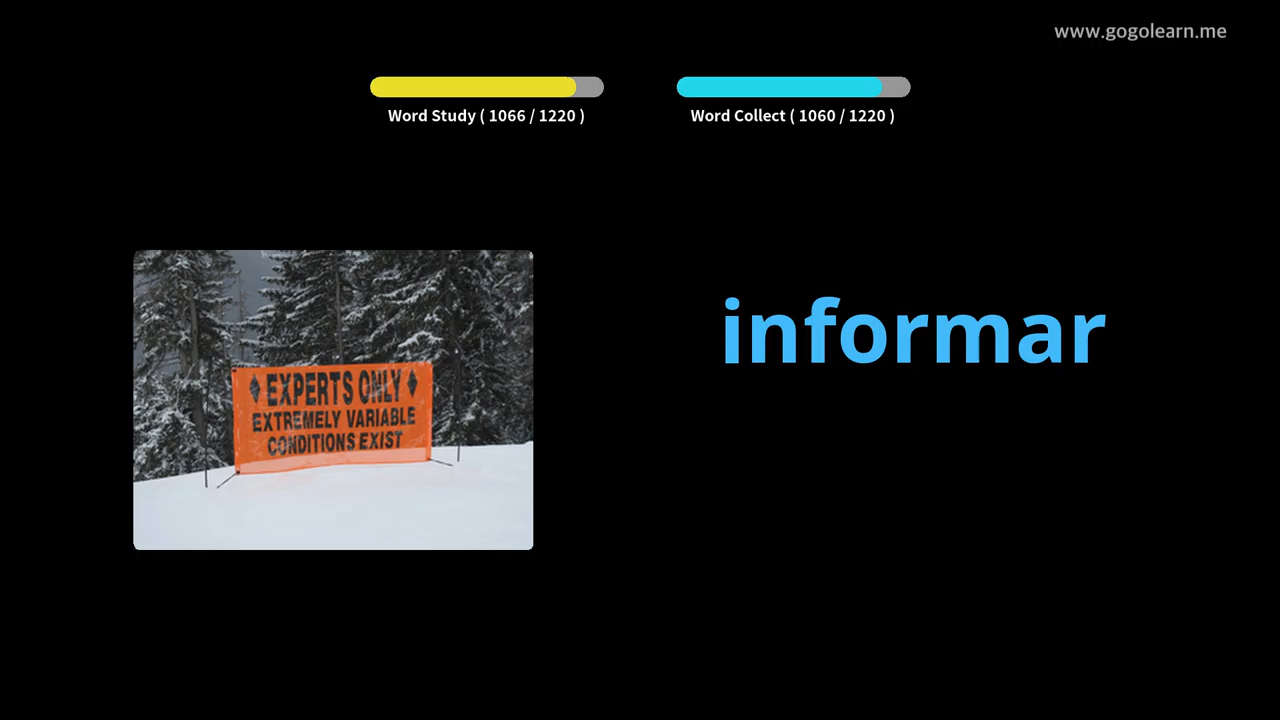 www.gogolearn.me
Word Study ( 1066 / 1220 )
Word Collect ( 1060 / 1220 )
informar
EXPERTS ONLY
EXTREMELY VARIABLE
CONDITIONS EXIST